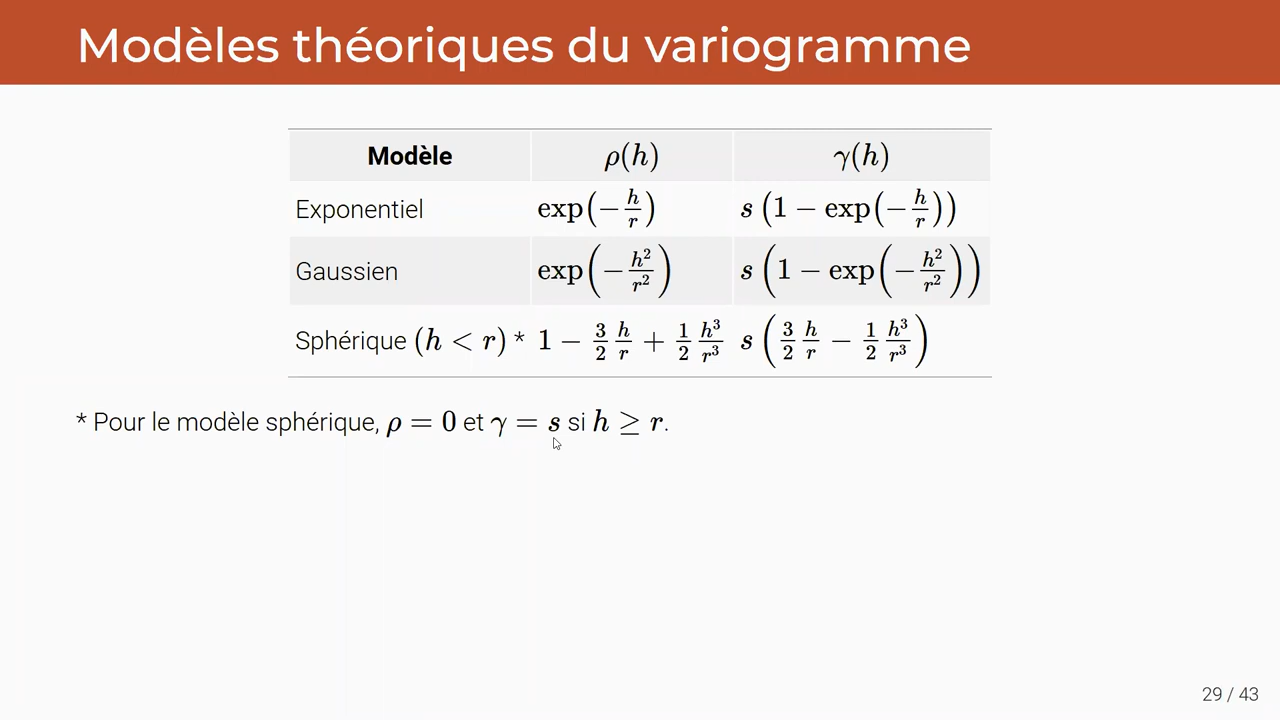 Modèles théoriques du variogramme
Modèle ρ(h) γ(h)
Exponentiel exp(−h/r) s(1 − exp(−h/r))
Gaussien exp(−h²/r²) s(1 − exp(−h²/r²))
Sphérique (h < r) * 1 − 3/2 h/r + 1/2 h³/r³ s(3/2 h/r − 1/2 h³/r³)
* Pour le modèle sphérique, ρ = 0 et γ = s si h ≥ r.
29 / 43